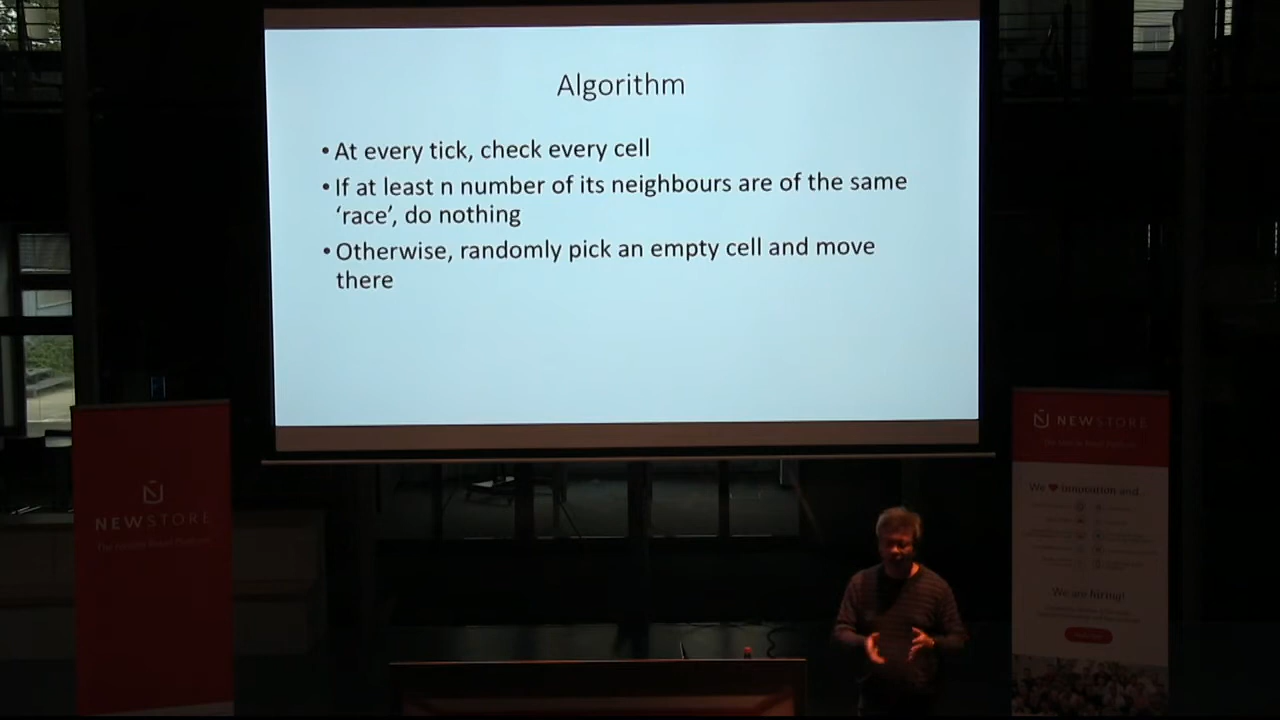 Algorithm
• At every tick, check every cell
• If at least n number of its neighbours are of the same
‘race’, do nothing
• Otherwise, randomly pick an empty cell and move
there
NEWSTORE
NEWSTORE
We ❤ innovation and...
We are hiring!